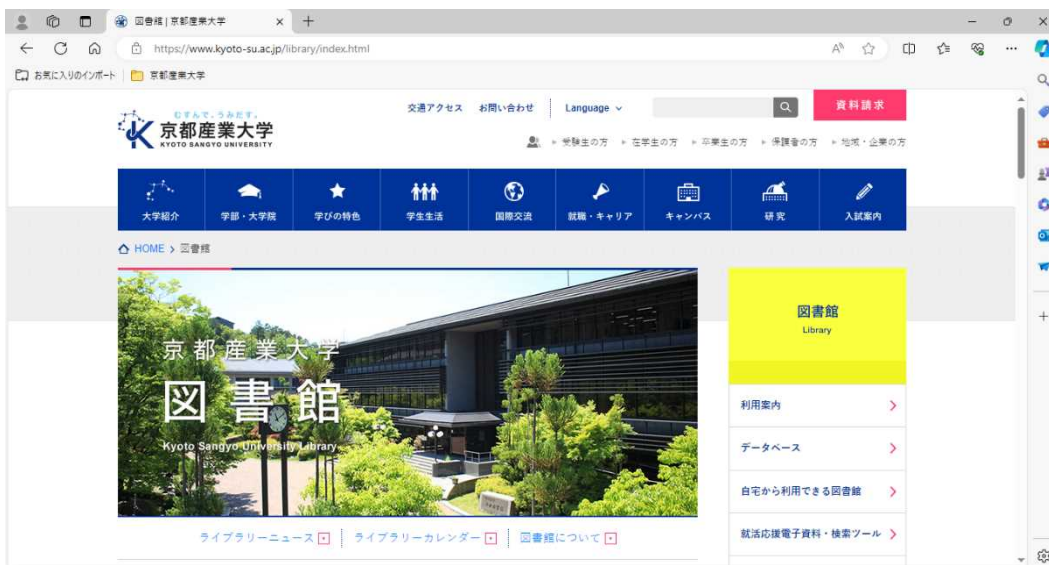 図書館 | 京都産業大学
https://www.kyoto-su.ac.jp/library/index.html
お気に入りのインポート
京都産業大学
むすんで、うみだす。
京都産業大学
KYOTO SANGYO UNIVERSITY
交通アクセス お問い合わせ Language
資料請求
受験生の方 在学生の方 卒業生の方 保護者の方 地域・企業の方
大学紹介 学部・大学院 学びの特色 学生生活 国際交流 就職・キャリア キャンパス 研究 入試案内
HOME > 図書館
京都産業大学
図書館
Kyoto Sangyo University Library
図書館
Library
利用案内
データベース
自宅から利用できる図書館
就活応援電子資料・検索ツール
ライブラリーニュース ライブラリーカレンダー 図書館について